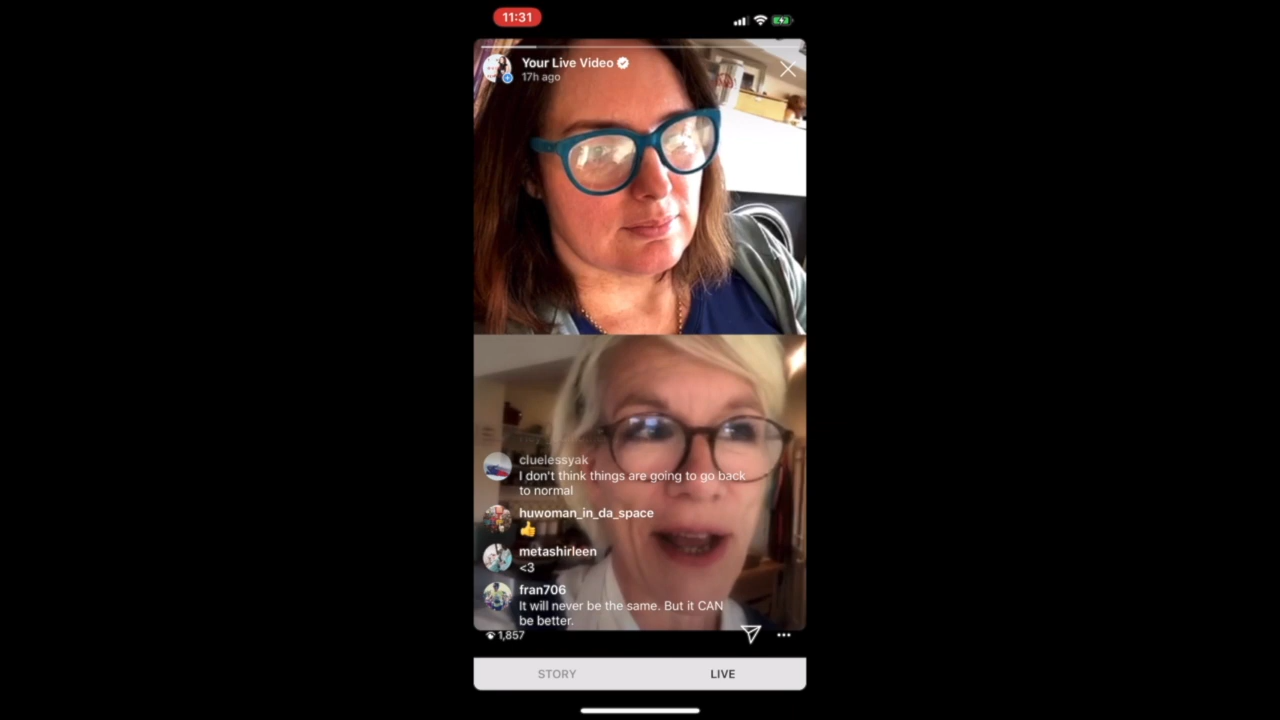 11:31
Your Live Video
17h ago
cluelessyak
I don't think things are going to go back
to normal
huwoman_in_da_space
👍
metashirleen
<3
fran706
It will never be the same. But it CAN
be better.
1,857
STORY
LIVE